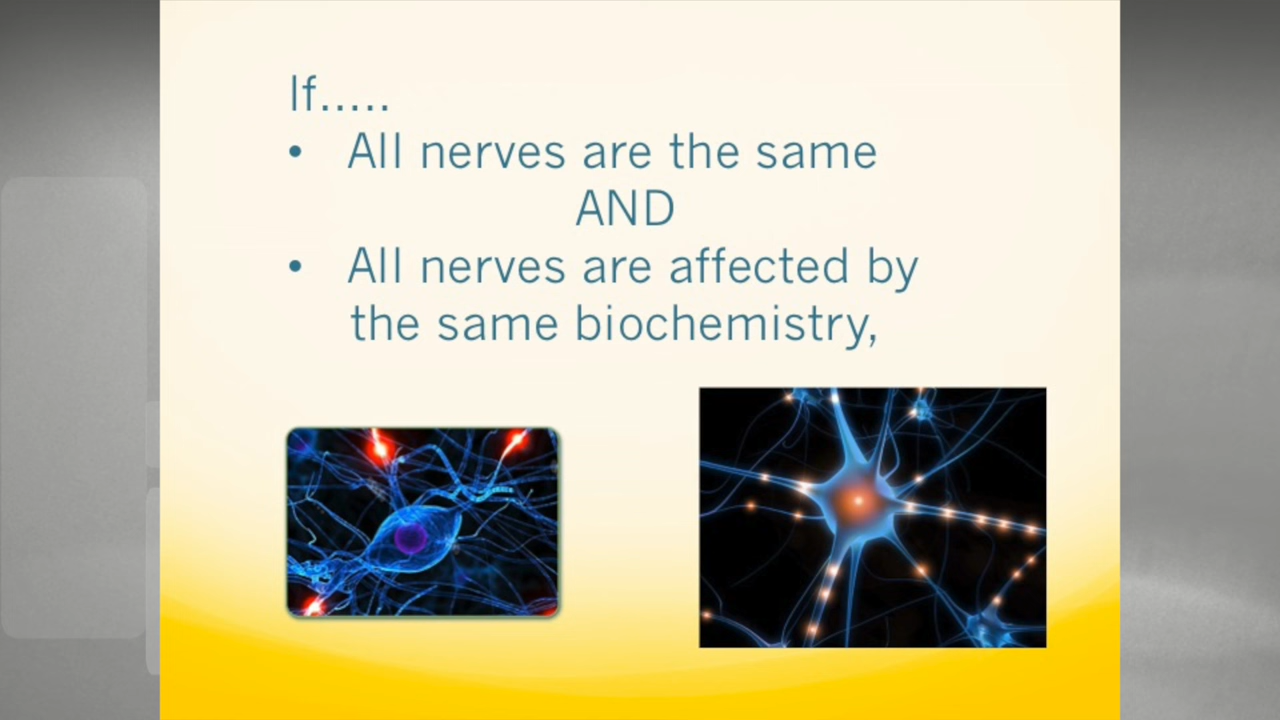 If.....
• All nerves are the same
AND
• All nerves are affected by
the same biochemistry,